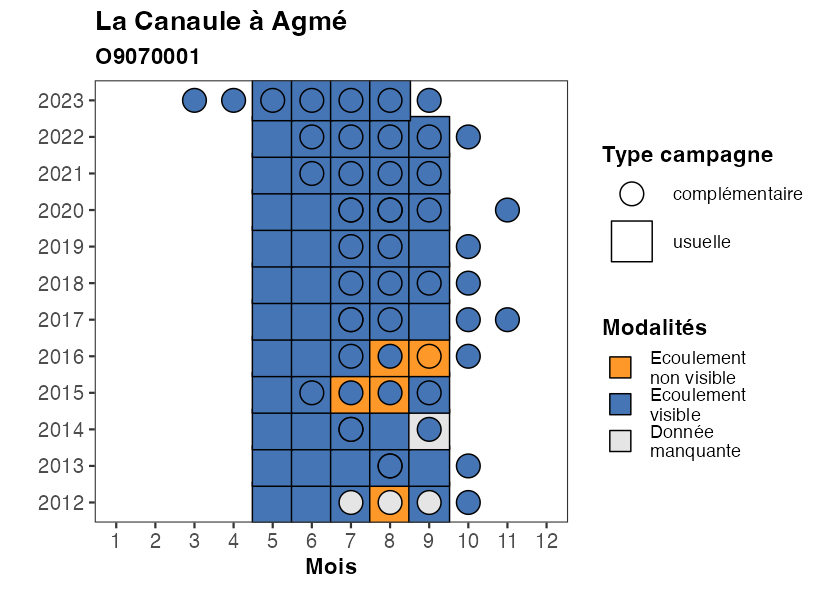 La Canaule à Agmé
O9070001
2023
2022
2021
2020
2019
2018
2017
2016
2015
2014
2013
2012
1 2 3 4 5 6 7 8 9 10 11 12
Mois
Type campagne
complémentaire
usuelle
Modalités
Ecoulement
non visible
Ecoulement
visible
Donnée
manquante